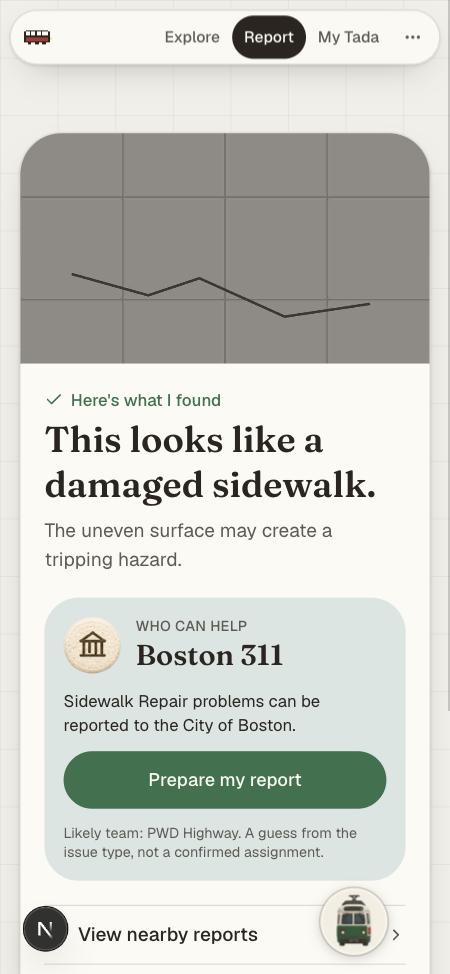 Explore Report My Tada
Here's what I found
This looks like a
damaged sidewalk.
The uneven surface may create a
tripping hazard.
WHO CAN HELP
Boston 311
Sidewalk Repair problems can be
reported to the City of Boston.
Prepare my report
Likely team: PWD Highway. A guess from the
issue type, not a confirmed assignment.
N
View nearby reports